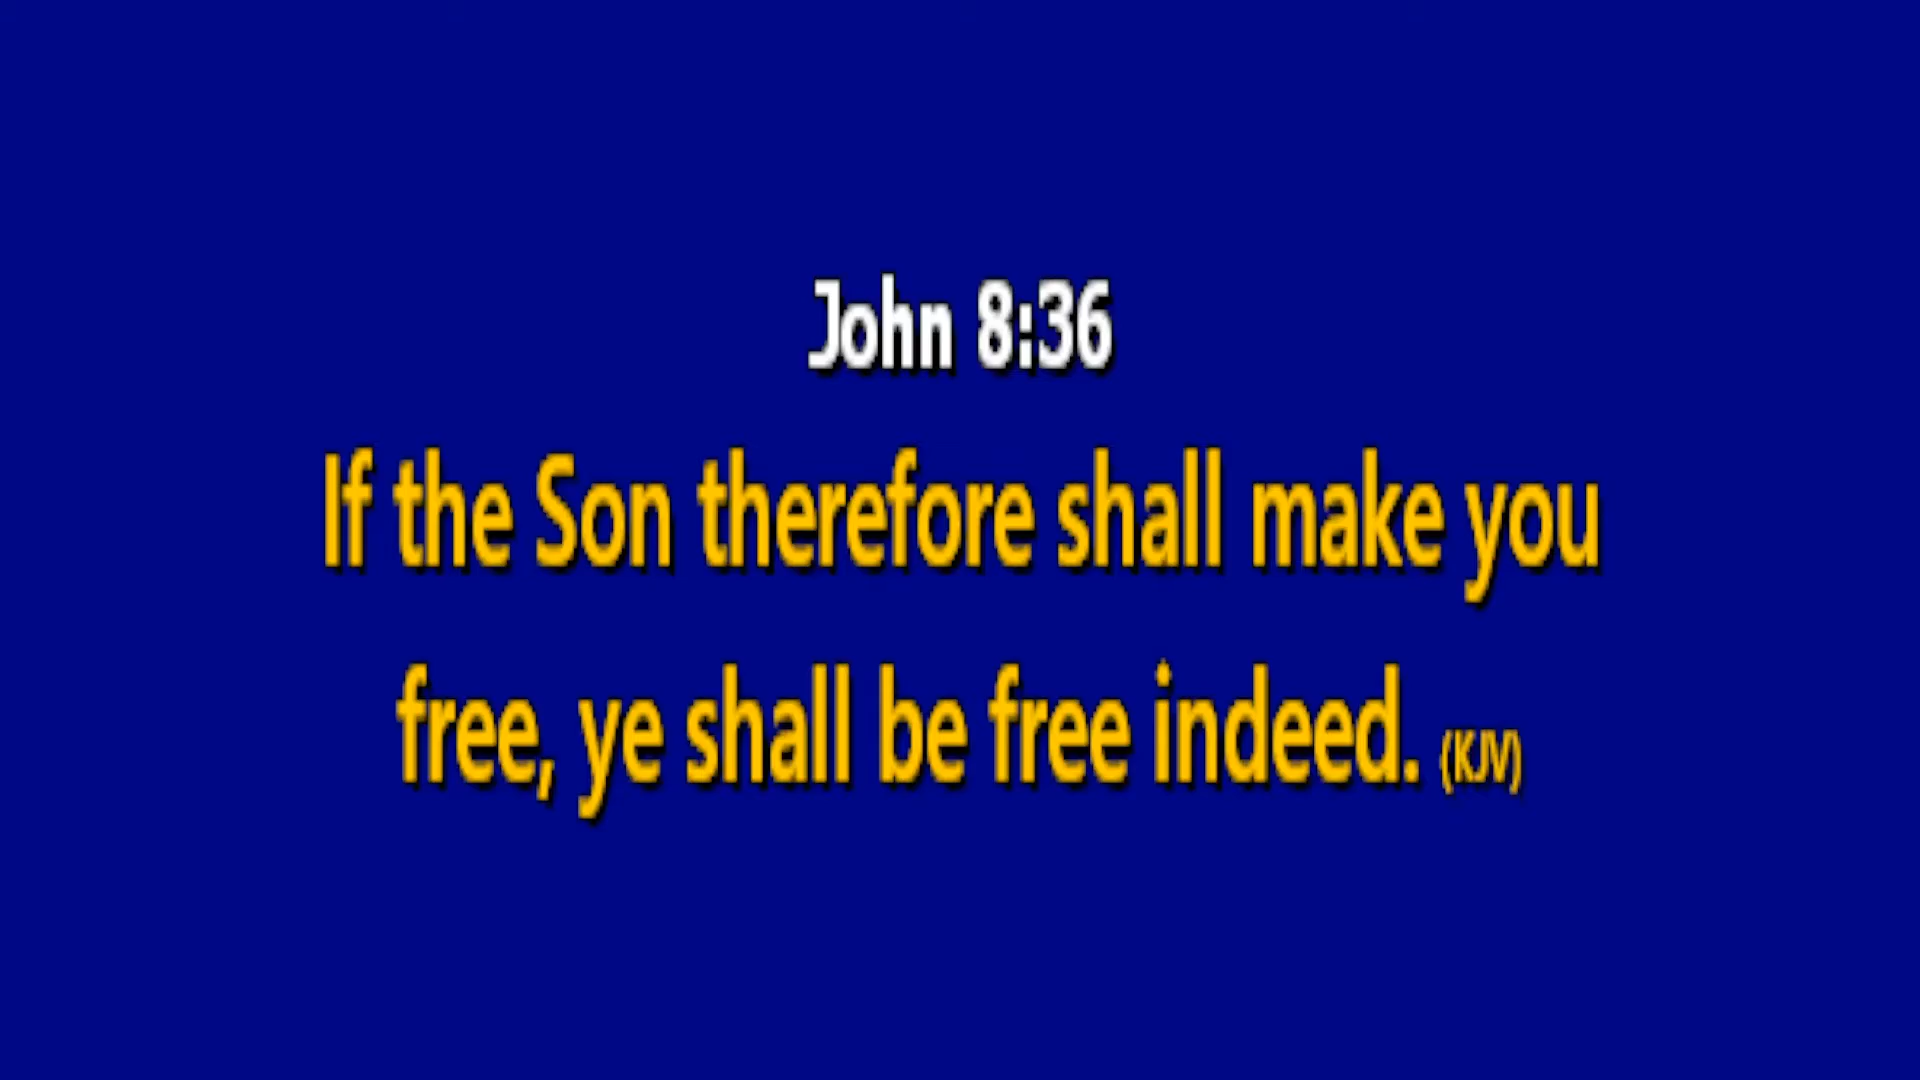 John 8:36
If the Son therefore shall make you
free, ye shall be free indeed. (KJV)